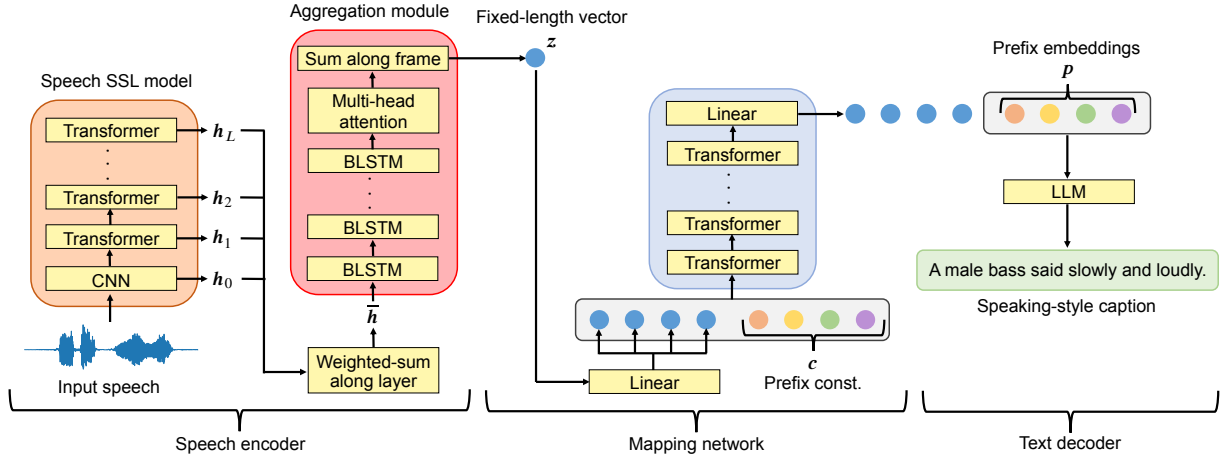 Aggregation module
Fixed-length vector
z
Sum along frame
Multi-head
attention
BLSTM
BLSTM
BLSTM
h̅
Weighted-sum
along layer
Speech SSL model
Transformer
h_L
Transformer
h_2
Transformer
h_1
CNN
h_0
Input speech
Speech encoder
Linear
Transformer
Transformer
Transformer
c
Prefix const.
Linear
Mapping network
Prefix embeddings
p
LLM
A male bass said slowly and loudly.
Speaking-style caption
Text decoder